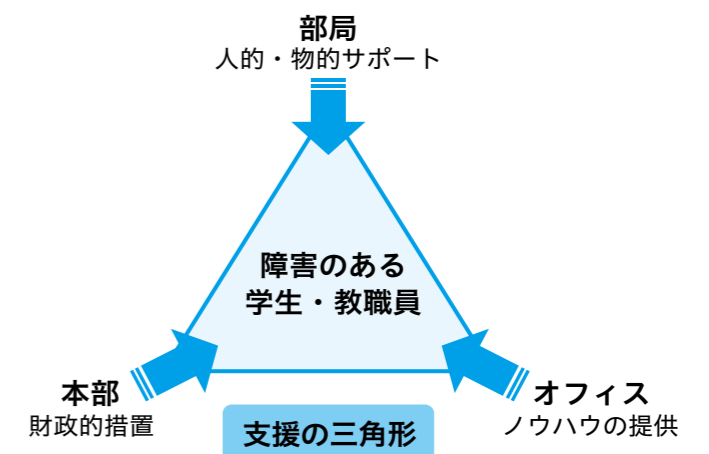 部局
人的・物的サポート
障害のある
学生・教職員
本部
財政的措置
オフィス
ノウハウの提供
支援の三角形